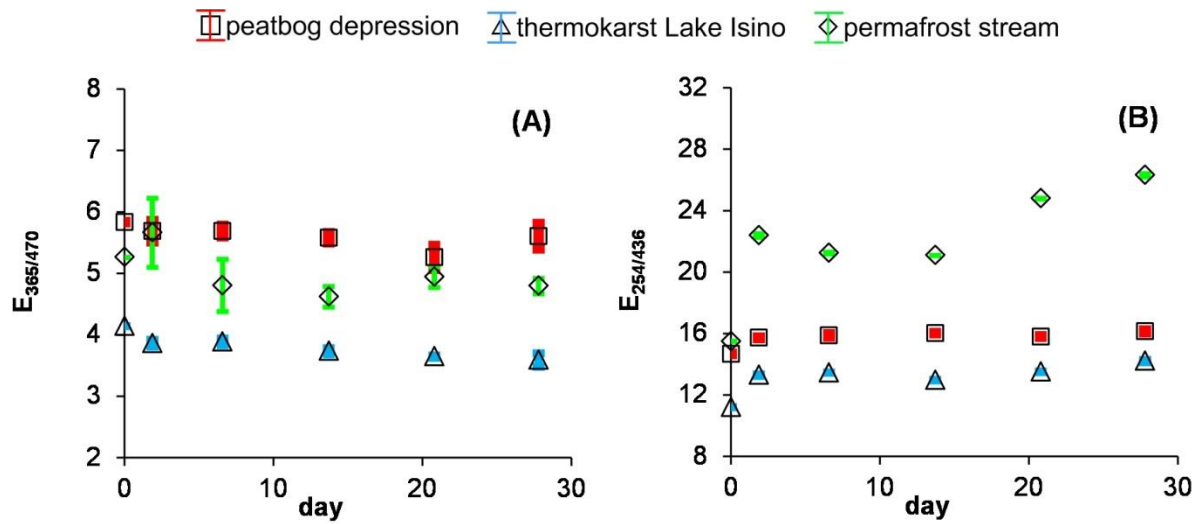 peatbog depression thermokarst Lake Isino permafrost stream
(A)
E365/470
8
7
6
5
4
3
2
0 10 20 30
day
(B)
E254/436
32
28
24
20
16
12
8
0 10 20 30
day